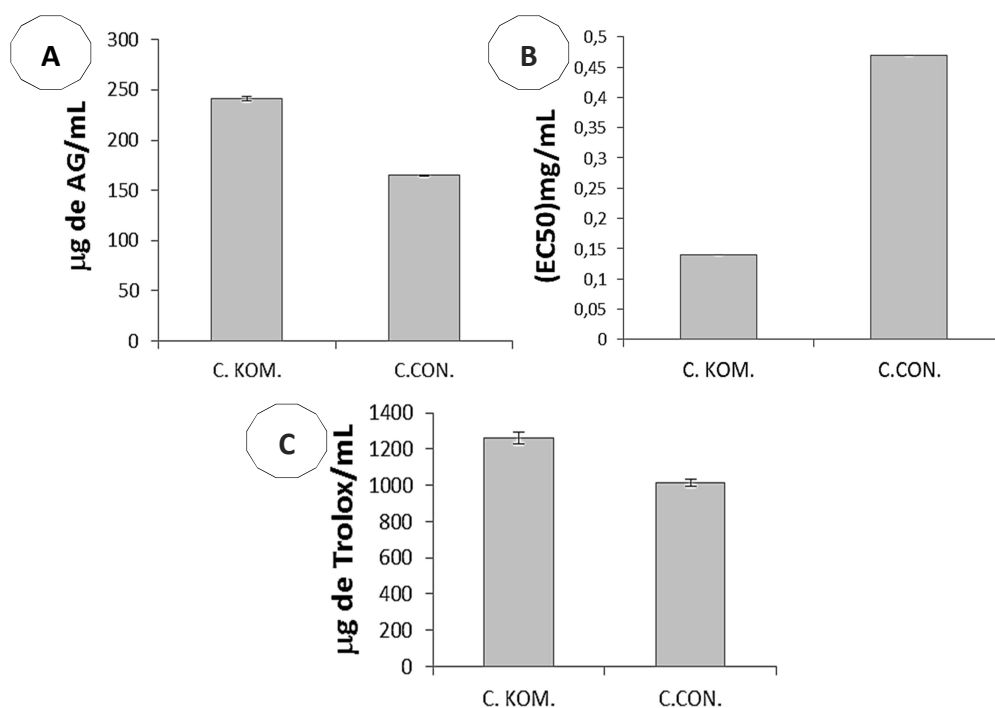 A
µg de AG/mL
300
250
200
150
100
50
0
C. KOM.
C.CON.
B
(EC50)mg/mL
0,5
0,45
0,4
0,35
0,3
0,25
0,2
0,15
0,1
0,05
0
C. KOM.
C.CON.
C
µg de Trolox/mL
1400
1200
1000
800
600
400
200
0
C. KOM.
C.CON.